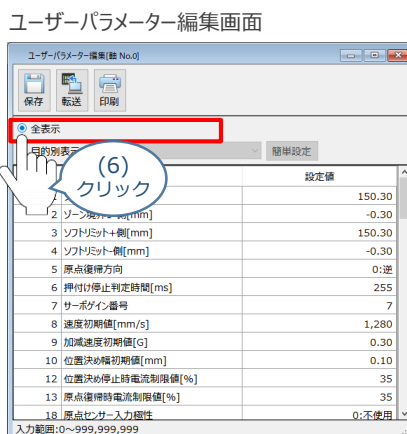 ユーザーパラメーター編集画面
ユーザーパラメーター編集[軸 No.0]
保存 転送 印刷
全表示
目的別表示 簡単設定
(6)
クリック
設定値
150.30
2 -0.30
3 ソフトリミット+側[mm] 150.30
4 ソフトリミット-側[mm] -0.30
5 原点復帰方向 0:逆
6 押付け停止判定時間[ms] 255
7 サーボゲイン番号 7
8 速度初期値[mm/s] 1,280
9 加減速度初期値[G] 0.30
10 位置決め幅初期値[mm] 0.10
12 位置決め停止時電流制限値[%] 35
13 原点復帰時電流制限値[%] 35
18 原点センサー入力極性 0:不使用
入力範囲:0~999,999,999